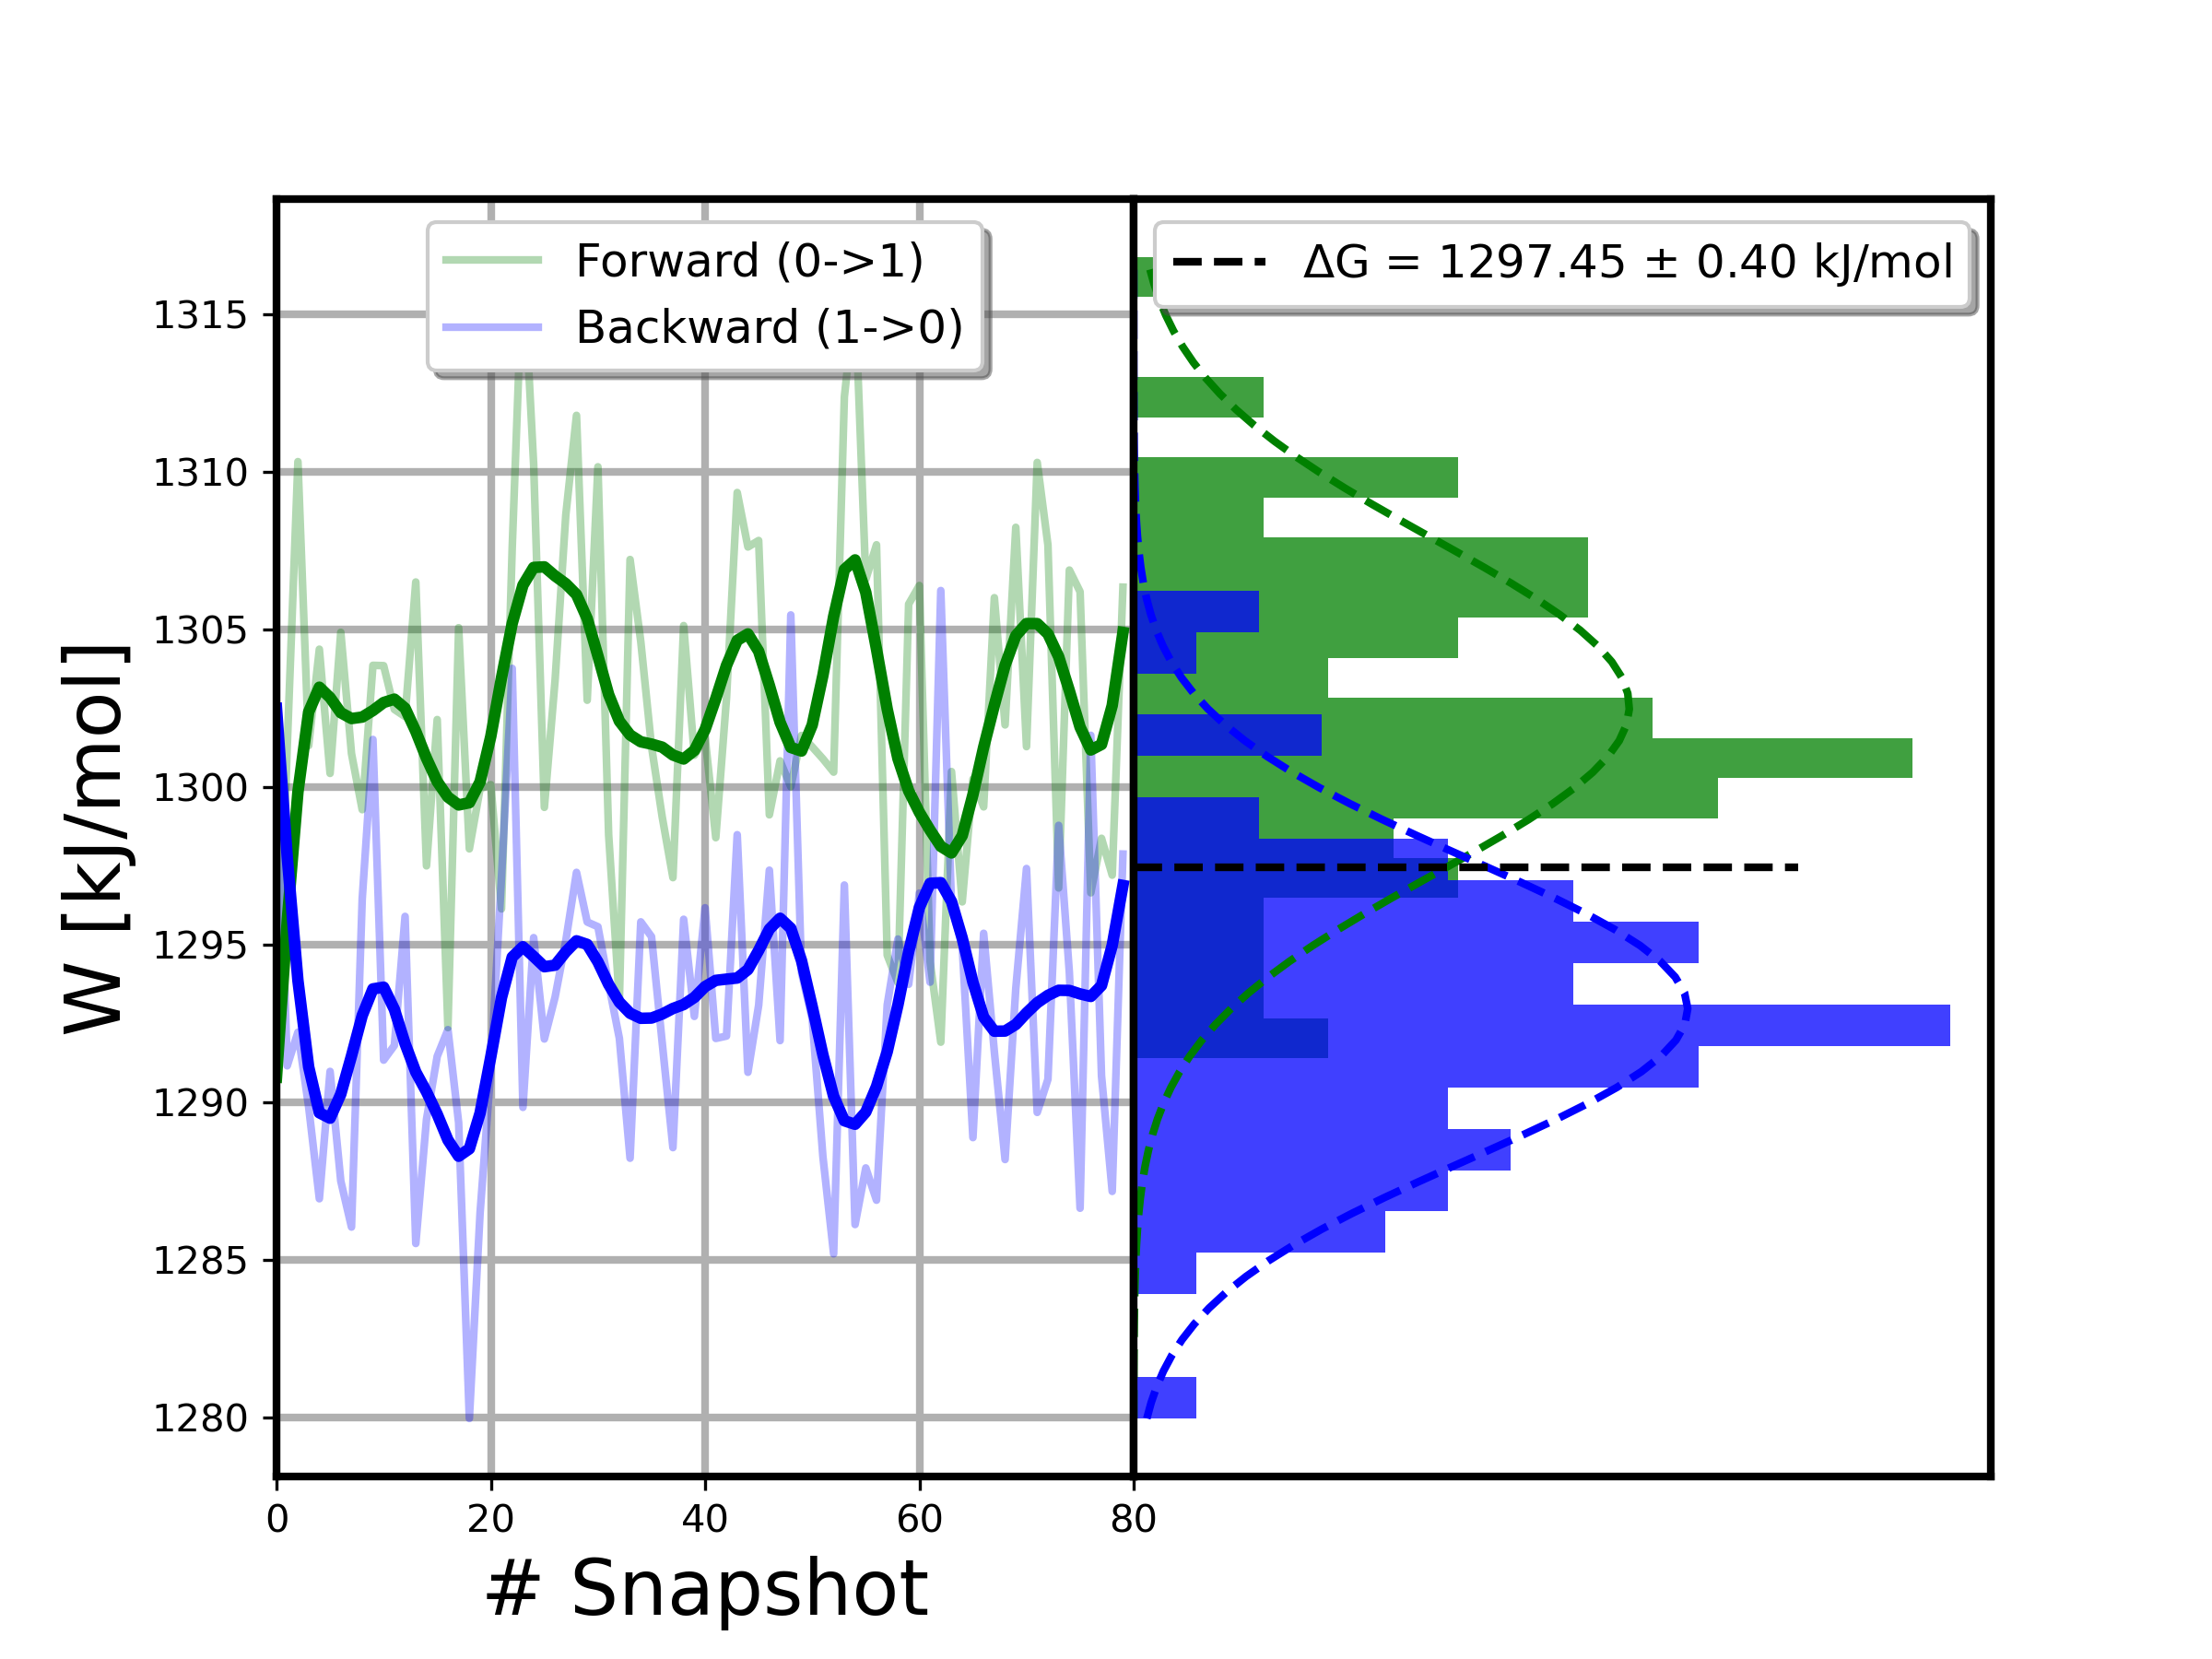 Forward (0->1)
Backward (1->0)
ΔG = 1297.45 ± 0.40 kJ/mol
W [kJ/mol]
1315
1310
1305
1300
1295
1290
1285
1280
0 20 40 60 80
# Snapshot